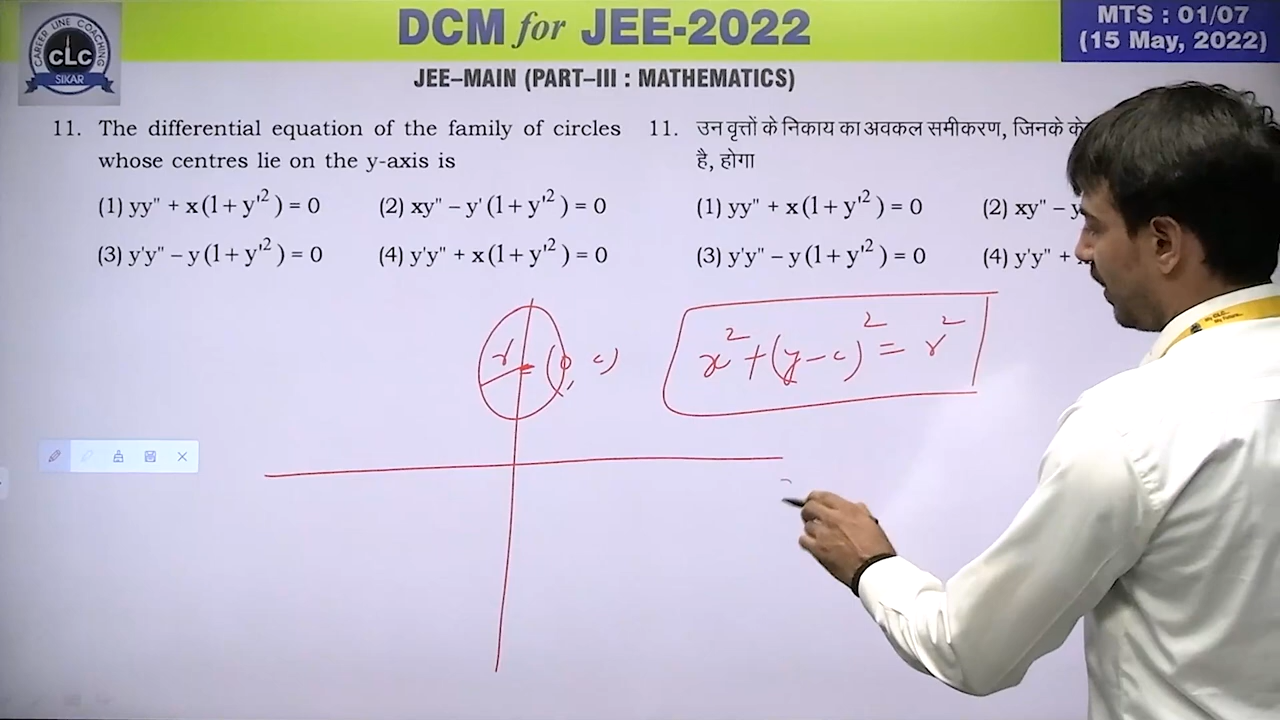 DCM for JEE-2022
MTS : 01/07
(15 May, 2022)
CAREER LINE COACHING
CLC
SIKAR
JEE–MAIN (PART–III : MATHEMATICS)
11. The differential equation of the family of circles
whose centres lie on the y-axis is
(1) yy" + x(1+y'²) = 0 (2) xy" – y'(1+y'²) = 0
(3) y'y" – y(1+y'²) = 0 (4) y'y" + x(1+y'²) = 0
11. उन वृत्तों के निकाय का अवकल समीकरण, जिनके
है, होगा
(1) yy" + x(1+y'²) = 0 (2) xy" – y
(3) y'y" – y(1+y'²) = 0 (4) y'y" +
r (0, c)
x² + (y – c)² = r²